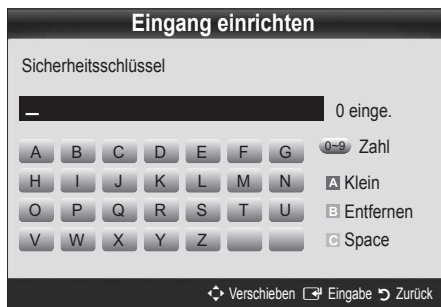 Eingang einrichten
Sicherheitsschlüssel
_ 0 einge.
A B C D E F G 0~9 Zahl
H I J K L M N A Klein
O P Q R S T U B Entfernen
V W X Y Z C Space
Verschieben Eingabe Zurück